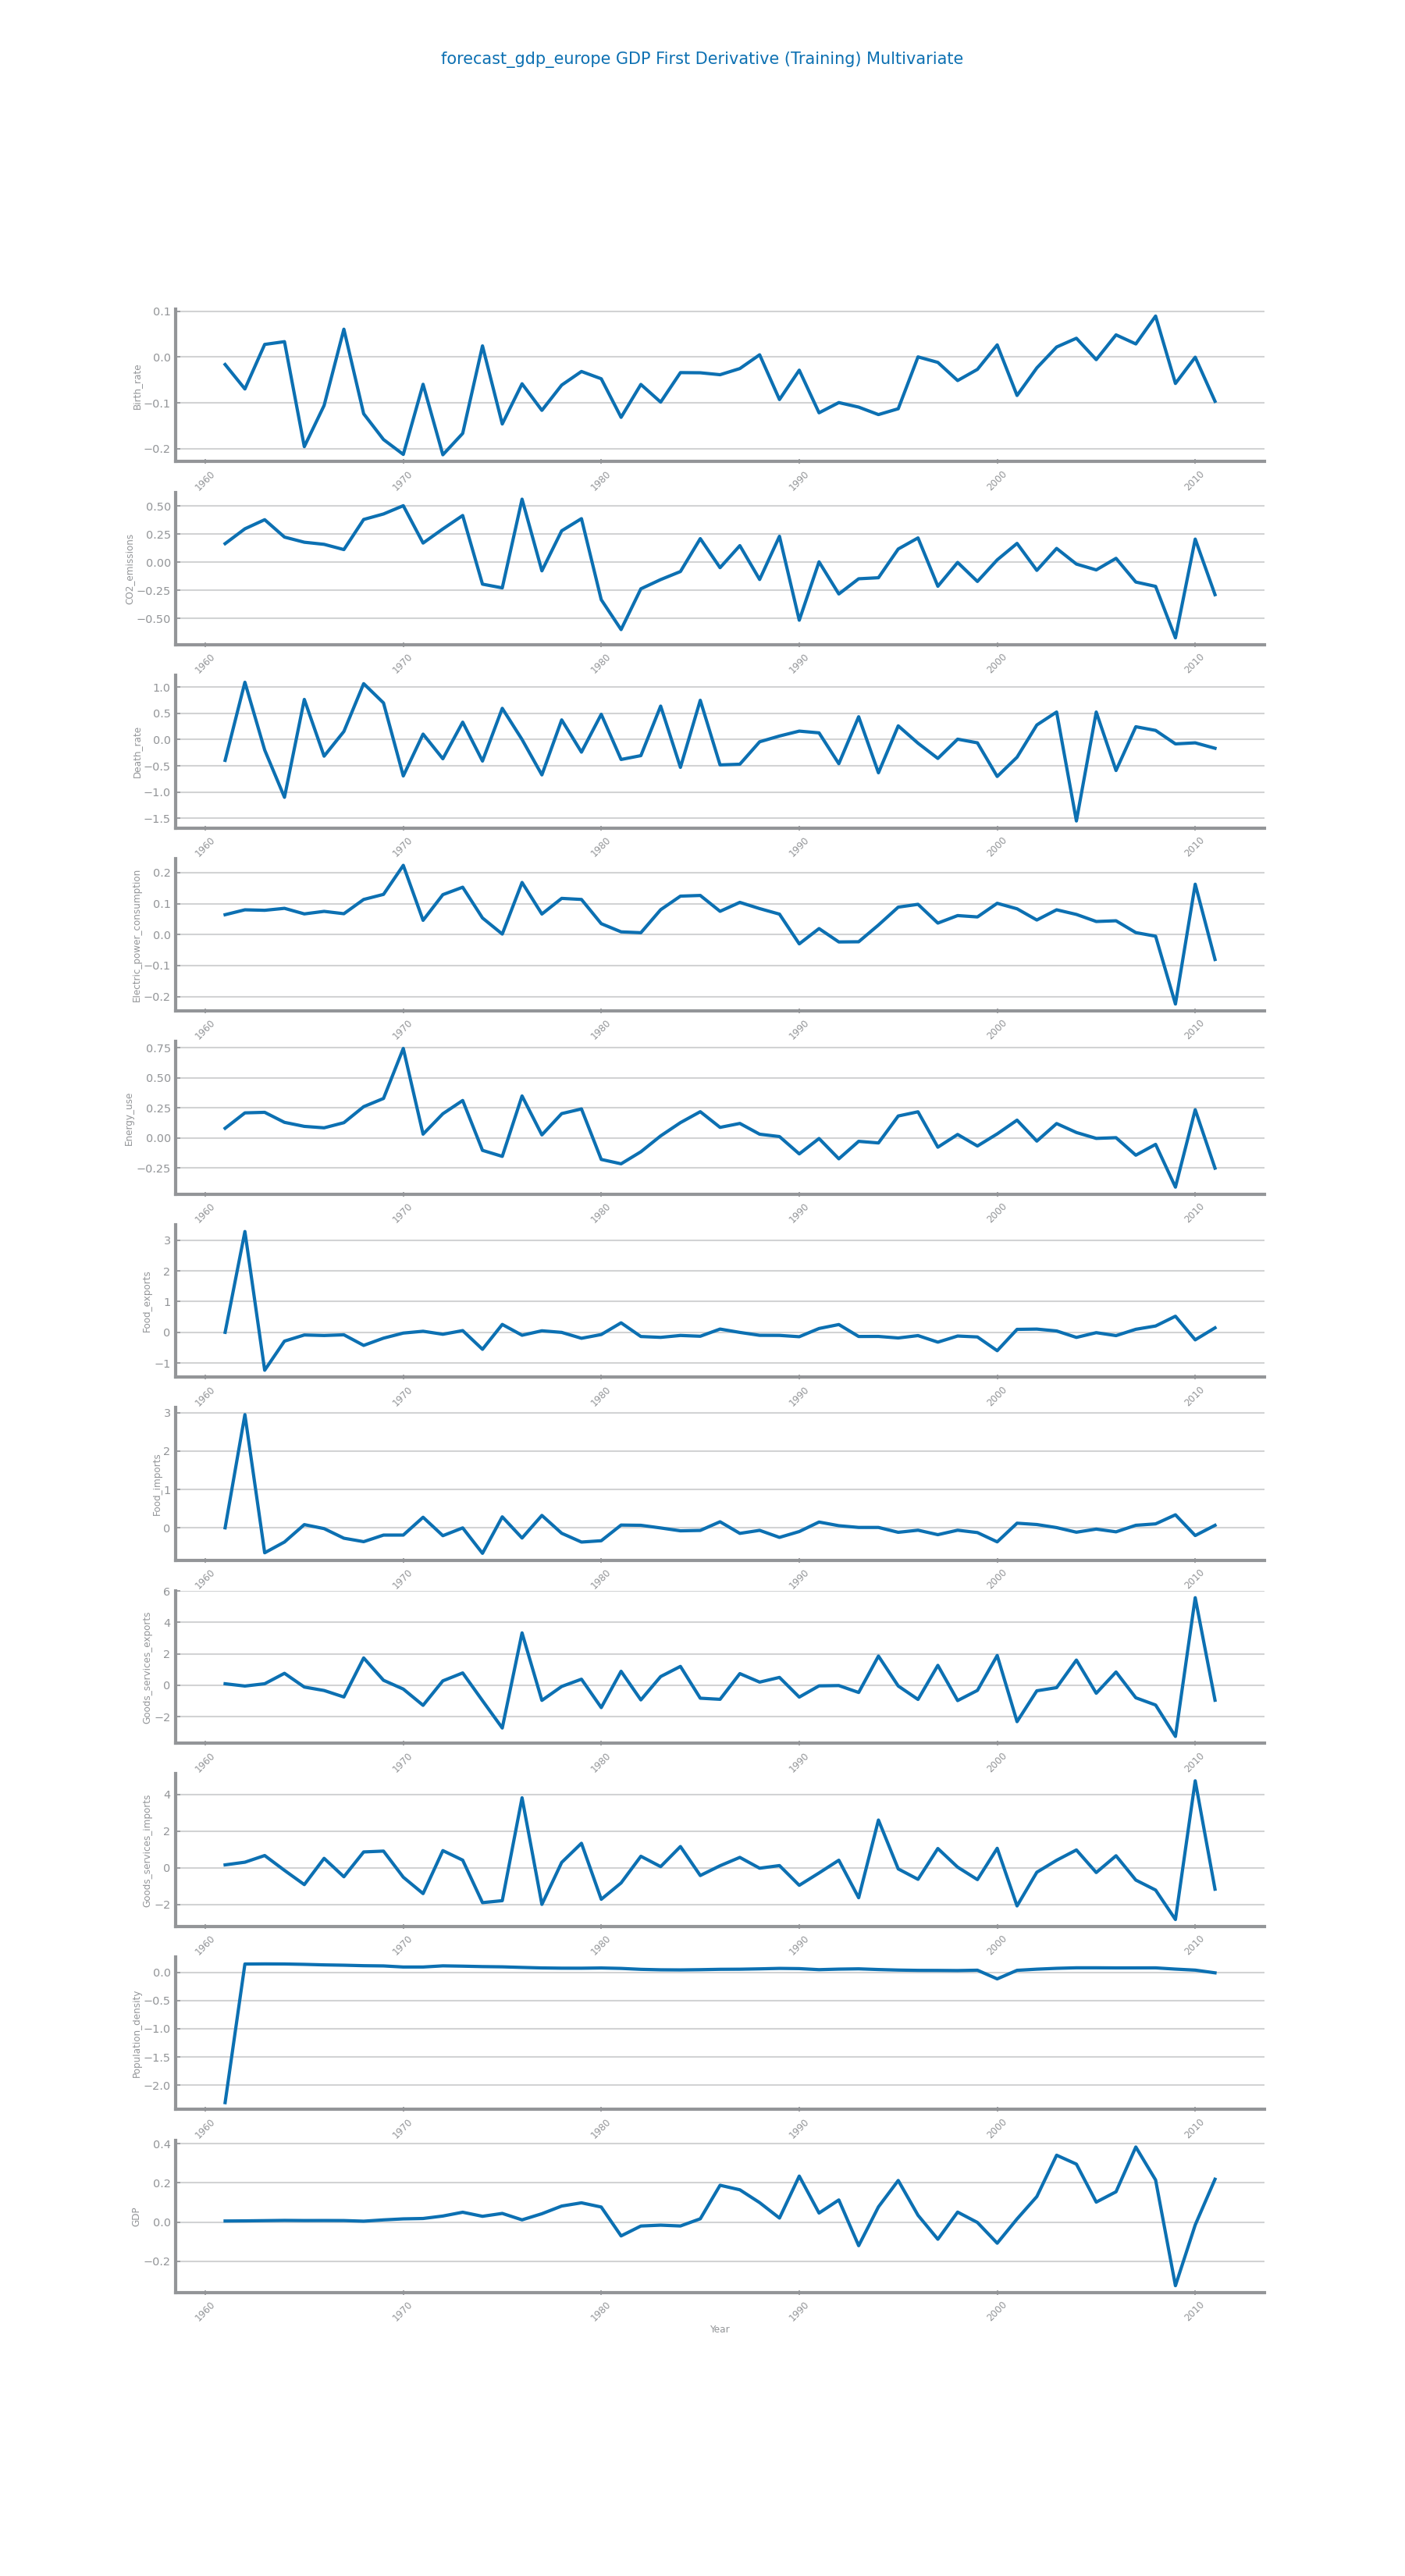 forecast_gdp_europe GDP First Derivative (Training) Multivariate
Birth_rate
0.1
0.0
−0.1
−0.2
1960 1970 1980 1990 2000 2010
CO2_emissions
0.50
0.25
0.00
−0.25
−0.50
1960 1970 1980 1990 2000 2010
Death_rate
1.0
0.5
0.0
−0.5
−1.0
−1.5
1960 1970 1980 1990 2000 2010
Electric_power_consumption
0.2
0.1
0.0
−0.1
−0.2
1960 1970 1980 1990 2000 2010
Energy_use
0.75
0.50
0.25
0.00
−0.25
1960 1970 1980 1990 2000 2010
Food_exports
3
2
1
0
−1
1960 1970 1980 1990 2000 2010
Food_imports
3
2
1
0
1960 1970 1980 1990 2000 2010
Goods_services_exports
6
4
2
0
−2
1960 1970 1980 1990 2000 2010
Goods_services_imports
4
2
0
−2
1960 1970 1980 1990 2000 2010
Population_density
0.0
−0.5
−1.0
−1.5
−2.0
1960 1970 1980 1990 2000 2010
GDP
0.4
0.2
0.0
−0.2
1960 1970 1980 1990 2000 2010
Year